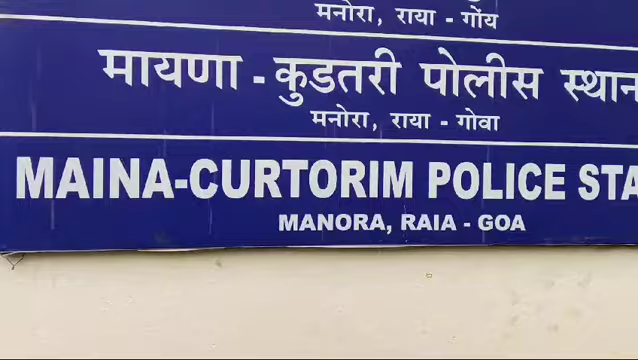 मनोरा, राया - गोंय
मायणा - कुडतरी पोलीस स्थान
मनोरा, राया - गोवा
MAINA-CURTORIM POLICE STA
MANORA, RAIA - GOA